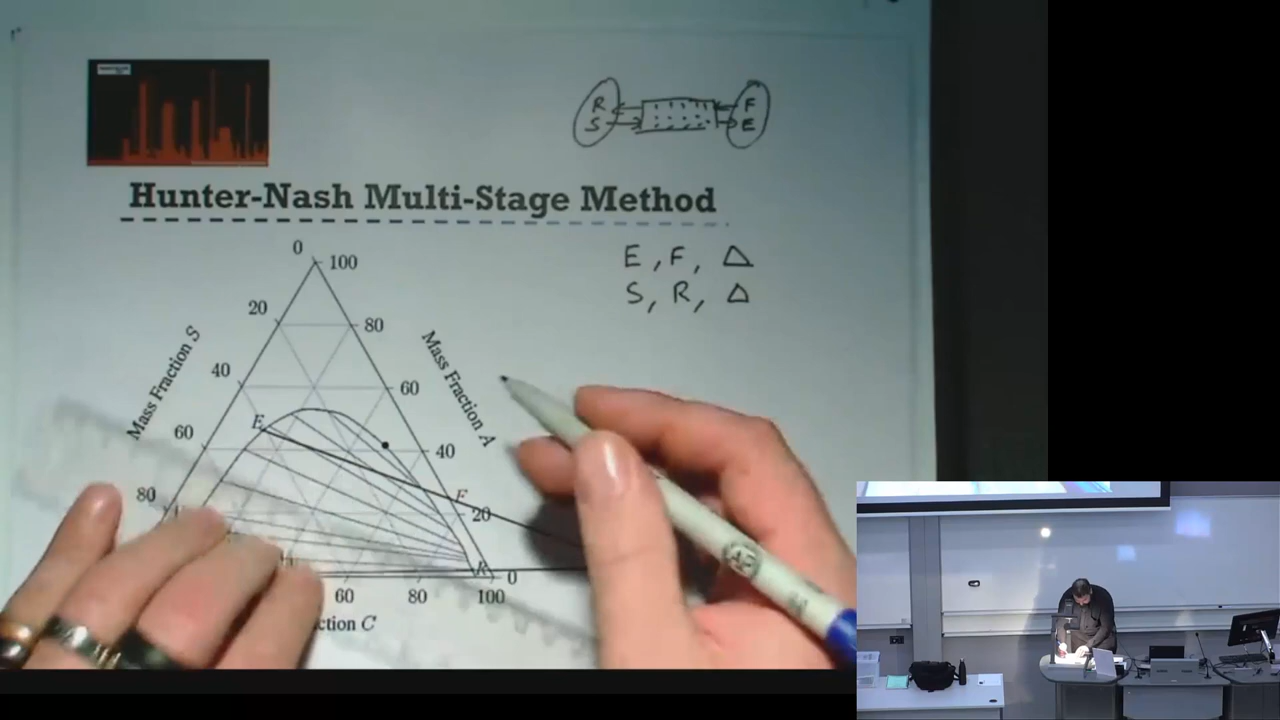 R F
S E
Hunter-Nash Multi-Stage Method
E, F, Δ
S, R, Δ
0
100
20
80
Mass Fraction S
Mass Fraction A
40
60
E
60
40
80
F
20
R
0
60
80
100
ction C